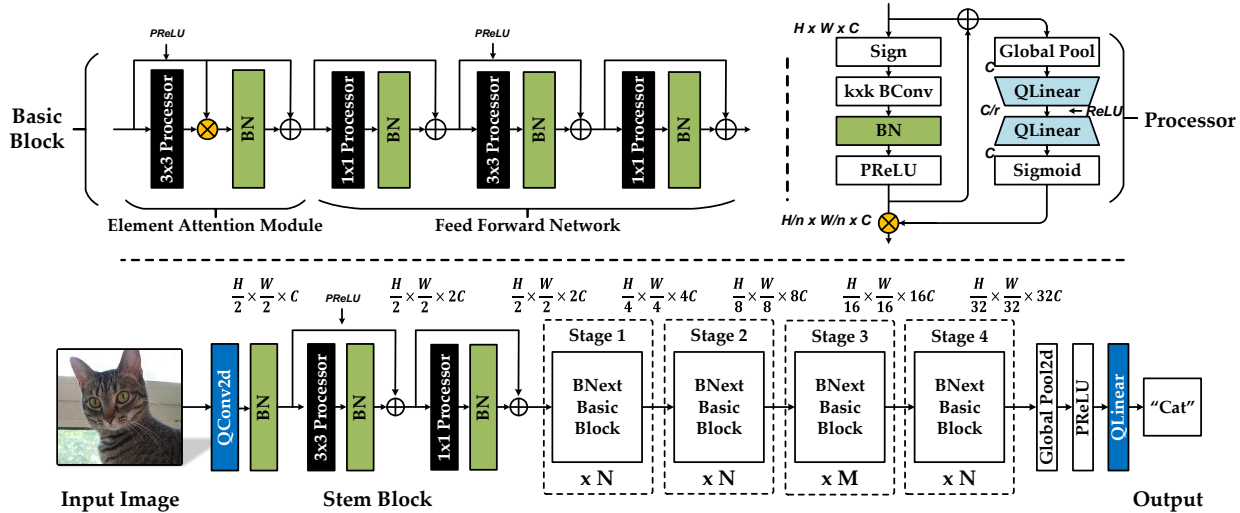 PReLU
PReLU
Basic
Block
3x3 Processor
BN
1x1 Processor
BN
3x3 Processor
BN
1x1 Processor
BN
Element Attention Module
Feed Forward Network
H x W x C
Sign
kxk BConv
BN
PReLU
H/n x W/n x C
Global Pool
C
QLinear
C/r
ReLU
QLinear
C
Sigmoid
Processor
H/2 × W/2 × C
H/2 × W/2 × 2C
H/2 × W/2 × 2C
H/4 × W/4 × 4C
H/8 × W/8 × 8C
H/16 × W/16 × 16C
H/32 × W/32 × 32C
PReLU
QConv2d
BN
3x3 Processor
BN
1x1 Processor
BN
Stage 1
BNext
Basic
Block
x N
Stage 2
BNext
Basic
Block
x N
Stage 3
BNext
Basic
Block
x M
Stage 4
BNext
Basic
Block
x N
Global Pool2d
PReLU
QLinear
“Cat”
Input Image
Stem Block
Output